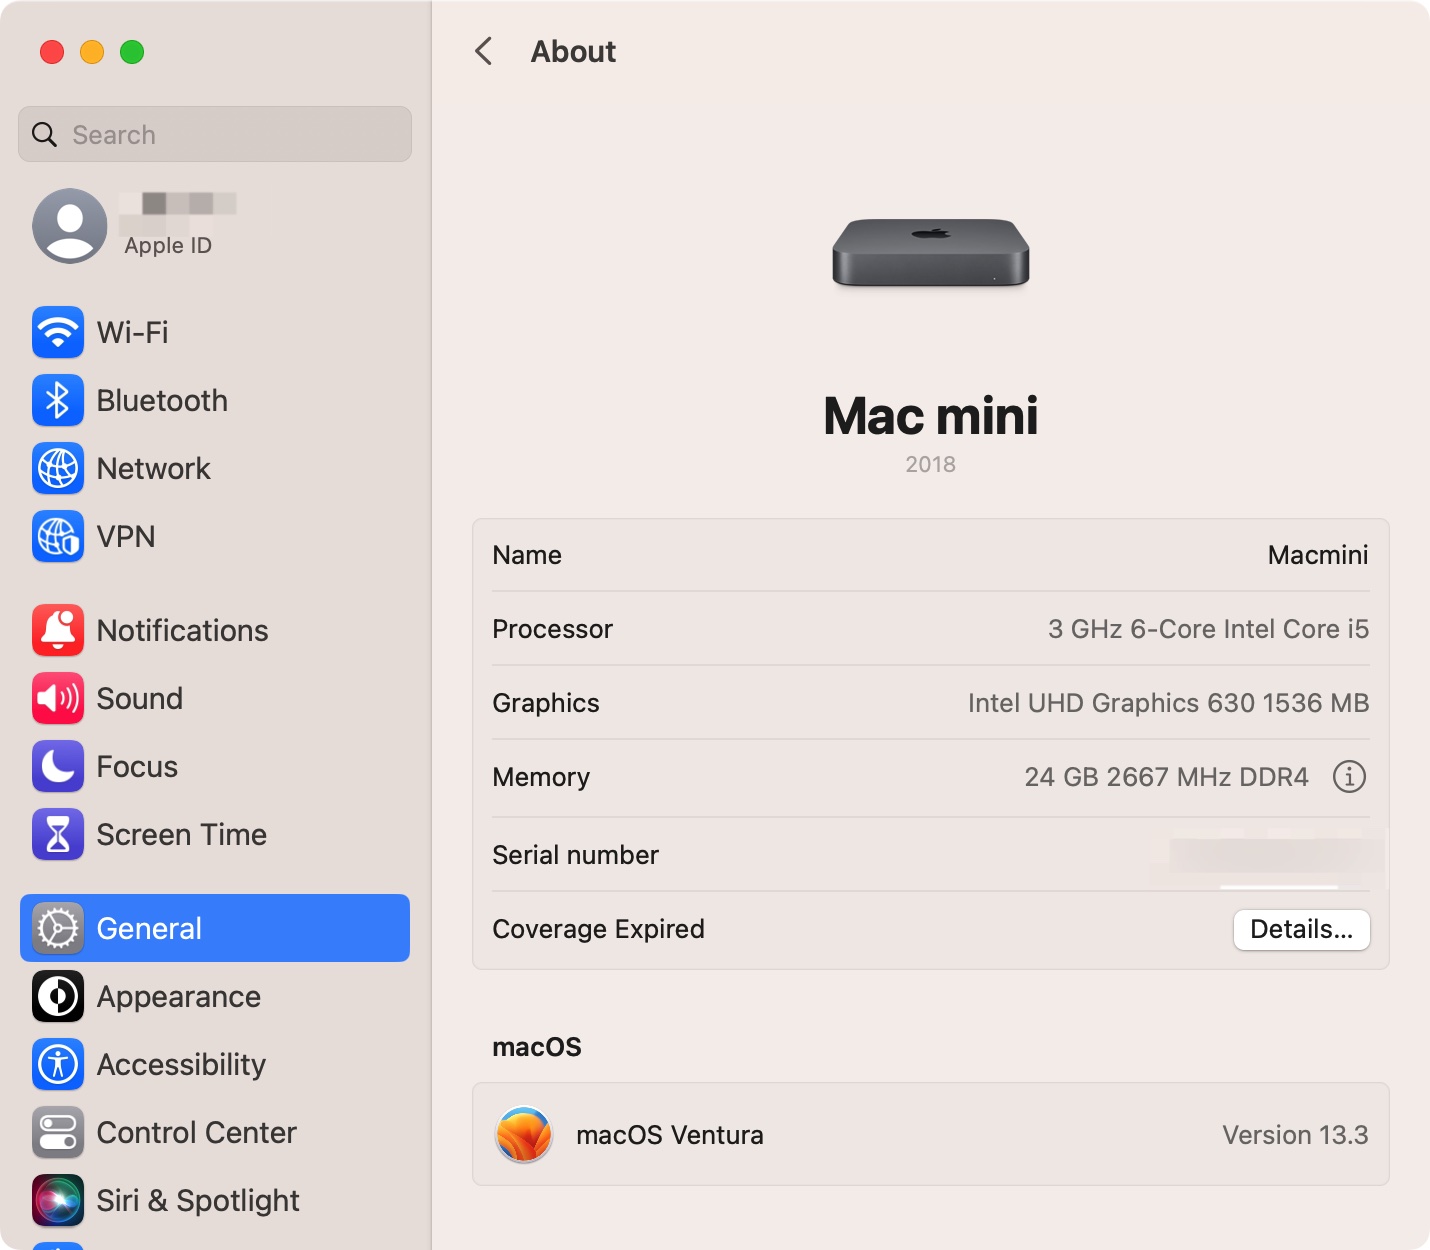 Search
Apple ID
Wi-Fi
Bluetooth
Network
VPN
Notifications
Sound
Focus
Screen Time
General
Appearance
Accessibility
Control Center
Siri & Spotlight
About
Mac mini
2018
Name Macmini
Processor 3 GHz 6-Core Intel Core i5
Graphics Intel UHD Graphics 630 1536 MB
Memory 24 GB 2667 MHz DDR4
Serial number
Coverage Expired Details...
macOS
macOS Ventura Version 13.3